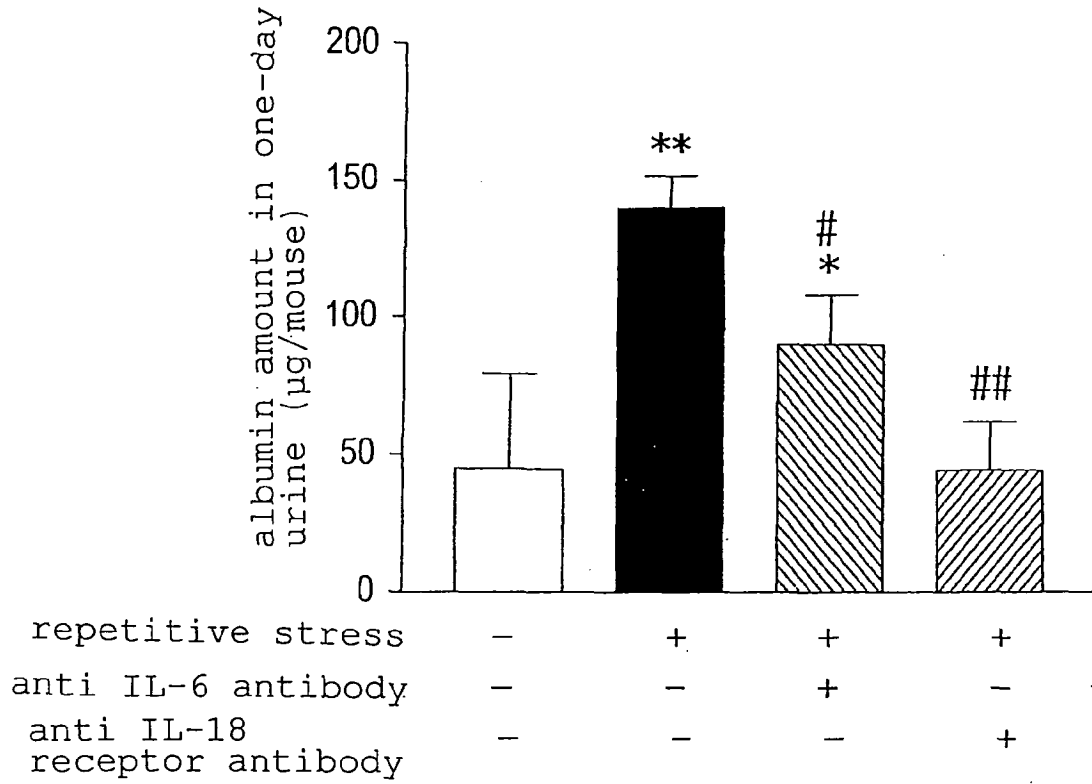 albumin amount in one-day
urine (µg/mouse)
200
150
100
50
0
**
#
*
##
repetitive stress − + + +
anti IL-6 antibody − − + −
anti IL-18
receptor antibody − − − +